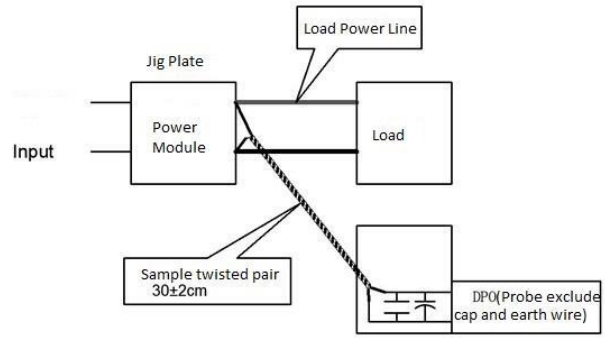 Load Power Line
Jig Plate
Power
Module
Load
Input
Sample twisted pair
30±2cm
DPO(Probe exclude
cap and earth wire)